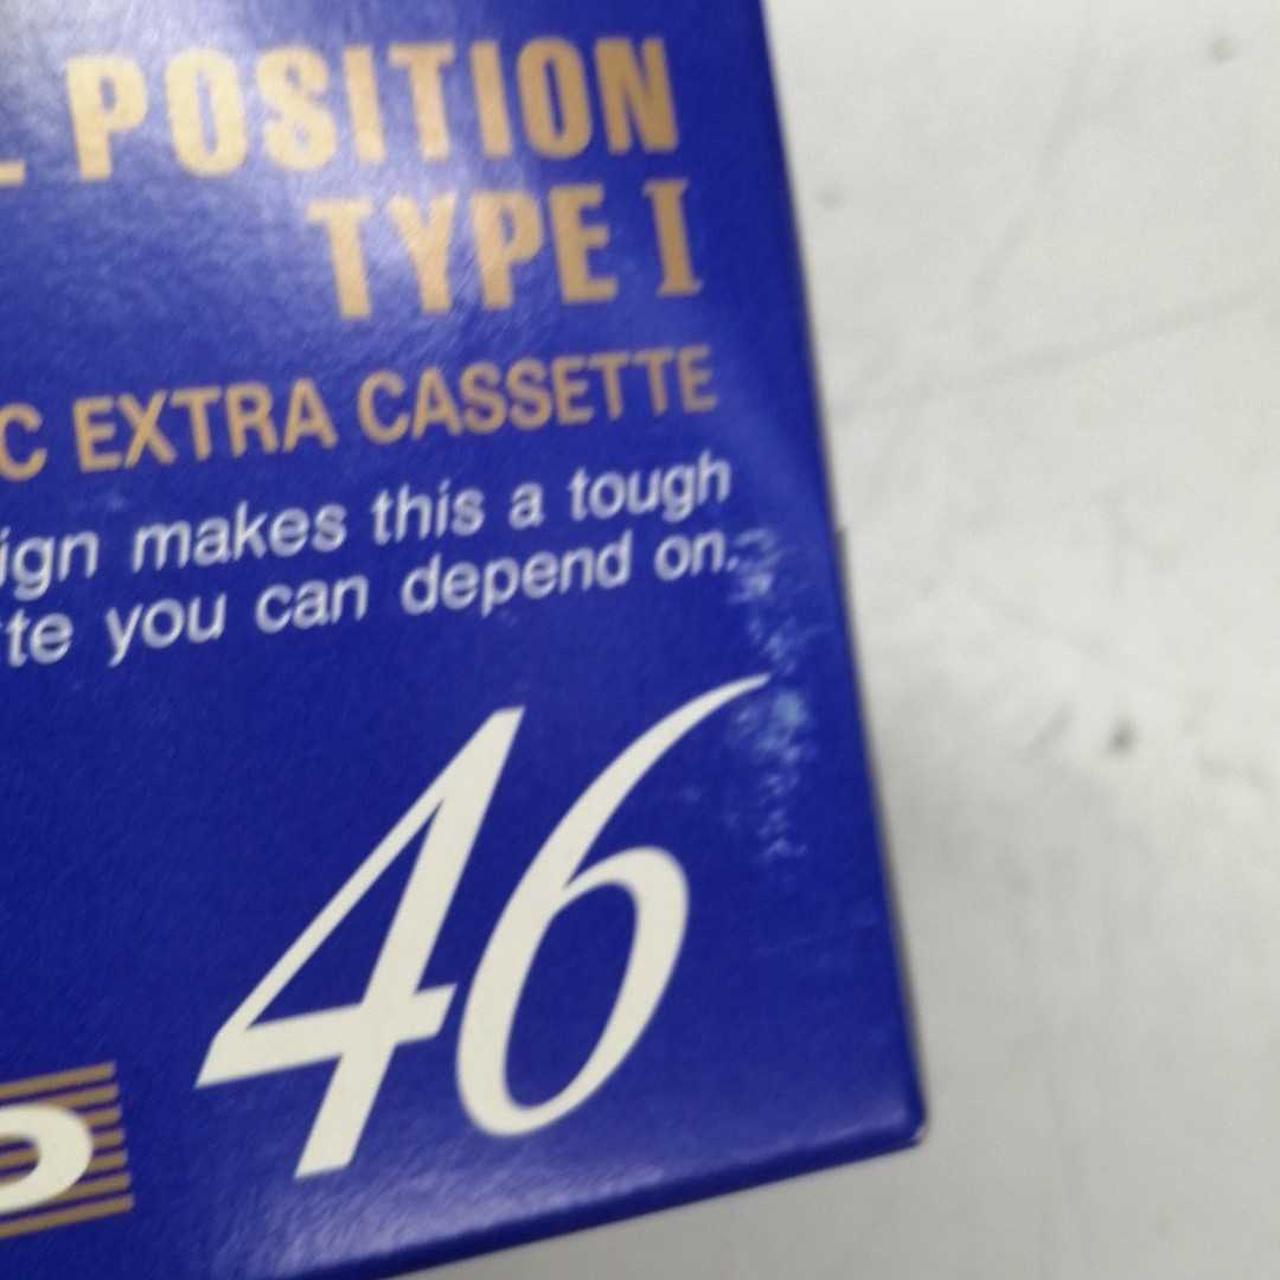 POSITION
TYPE I
C EXTRA CASSETTE
ign makes this a tough
te you can depend on.
46